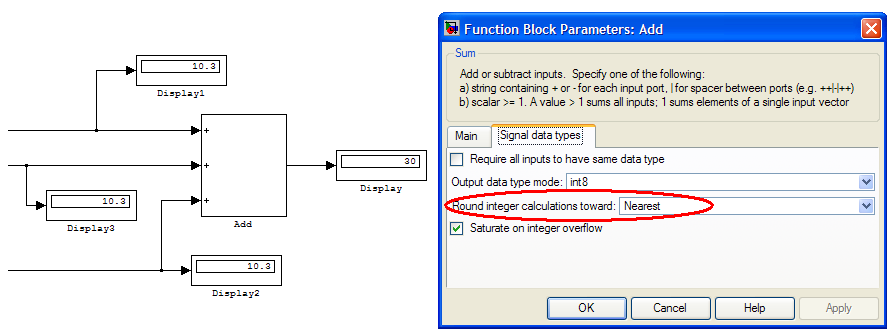 10.3
Display1
+
+
+
Add
30
Display
10.3
Display3
10.3
Display2
Function Block Parameters: Add
Sum
Add or subtract inputs.  Specify one of the following:
a) string containing + or - for each input port, | for spacer between ports (e.g. ++|-|++)
b) scalar >= 1. A value > 1 sums all inputs; 1 sums elements of a single input vector
Main
Signal data types
Require all inputs to have same data type
Output data type mode: int8
Round integer calculations toward: Nearest
Saturate on integer overflow
OK
Cancel
Help
Apply